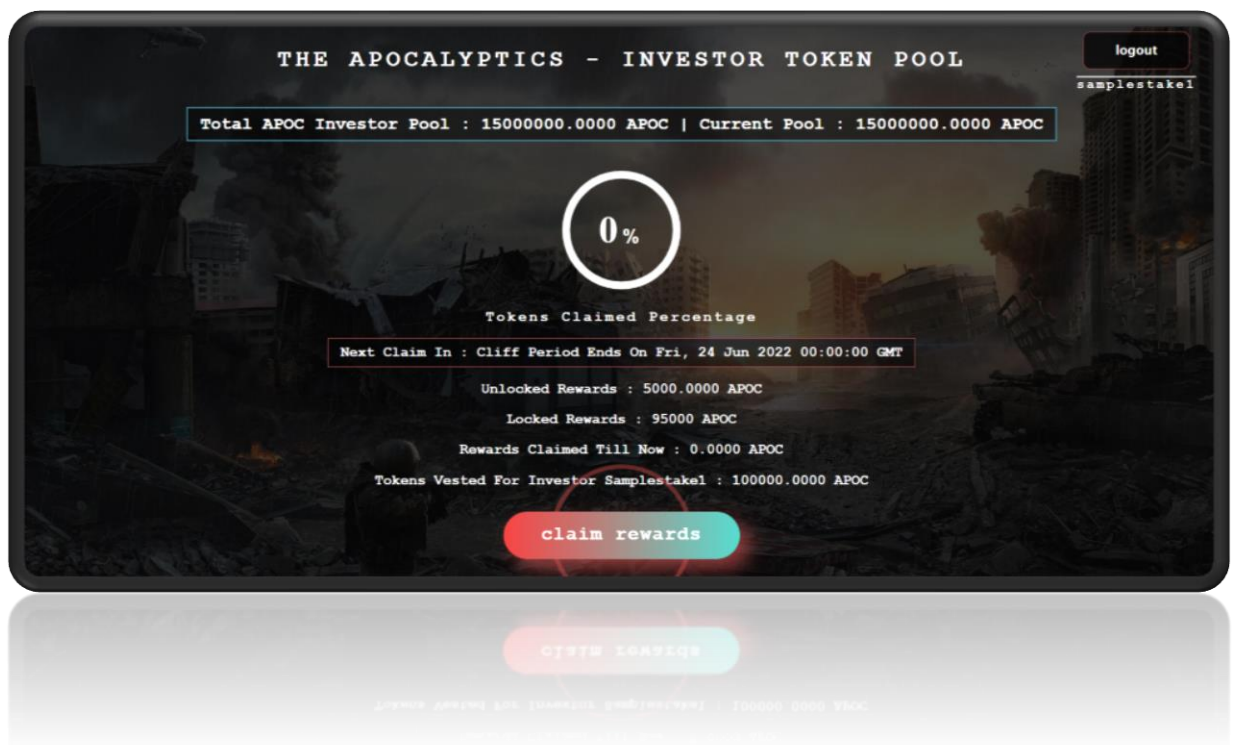 THE APOCALYPTICS - INVESTOR TOKEN POOL
logout
samplestake1
Total APOC Investor Pool : 15000000.0000 APOC | Current Pool : 15000000.0000 APOC
0 %
Tokens Claimed Percentage
Next Claim In : Cliff Period Ends On Fri, 24 Jun 2022 00:00:00 GMT
Unlocked Rewards : 5000.0000 APOC
Locked Rewards : 95000 APOC
Rewards Claimed Till Now : 0.0000 APOC
Tokens Vested For Investor Samplestake1 : 100000.0000 APOC
claim rewards